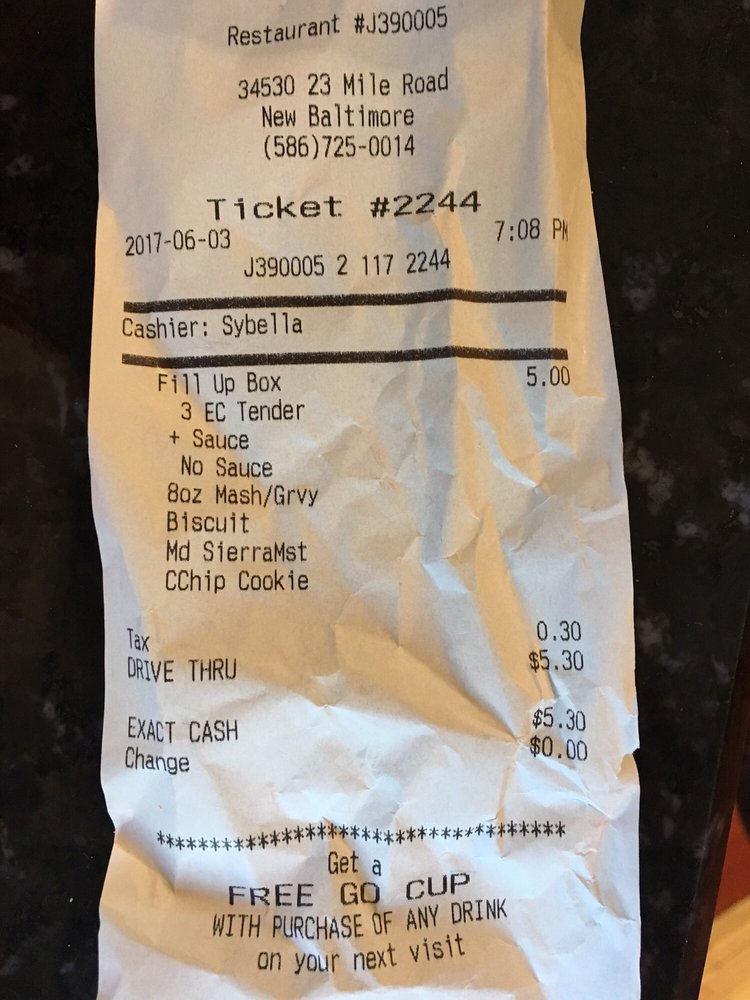 Restaurant #J390005
34530 23 Mile Road
New Baltimore
(586)725-0014
Ticket #2244
2017-06-03 7:08 PM
J390005 2 117 2244
Cashier: Sybella
Fill Up Box 5.00
3 EC Tender
+ Sauce
No Sauce
8oz Mash/Grvy
Biscuit
Md SierraMst
CChip Cookie
Tax 0.30
DRIVE THRU $5.30
EXACT CASH $5.30
Change $0.00
****************************************
Get a
FREE GO CUP
WITH PURCHASE OF ANY DRINK
on your next visit